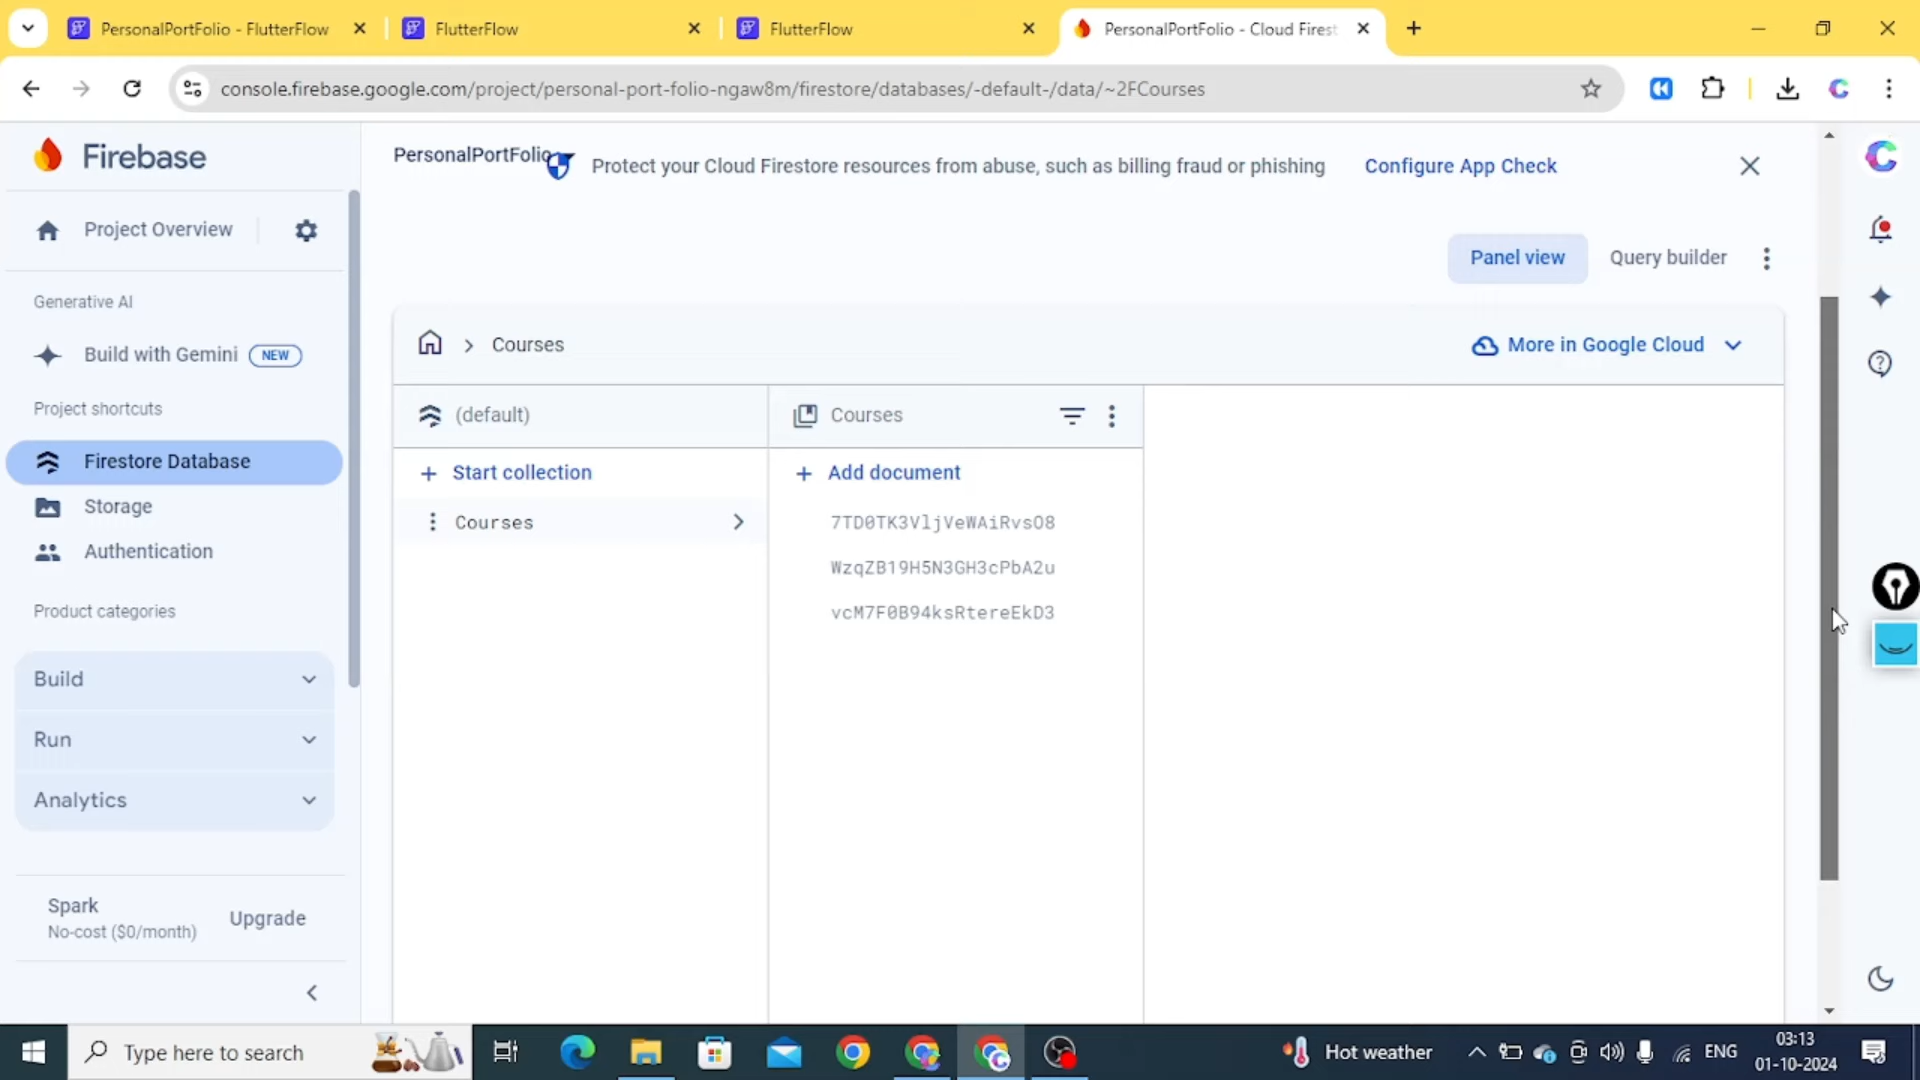 PersonalPortFolio - FlutterFlow
FlutterFlow
FlutterFlow
PersonalPortFolio - Cloud Firest
console.firebase.google.com/project/personal-port-folio-ngaw8m/firestore/databases/-default-/data/~2FCourses
Firebase
PersonalPortFolio
Protect your Cloud Firestore resources from abuse, such as billing fraud or phishing
Configure App Check
Project Overview
Panel view
Query builder
Generative AI
Build with Gemini NEW
Courses
More in Google Cloud
Project shortcuts
(default)
Courses
Firestore Database
Start collection
Add document
Storage
Courses
7TD0TK3VljVeWAiRvsO8
Authentication
WzqZB19H5N3GH3cPbA2u
Product categories
vcM7F0B94ksRtereEkD3
Build
Run
Analytics
Spark
No-cost ($0/month)
Upgrade
Type here to search
Hot weather
ENG
03:13
01-10-2024